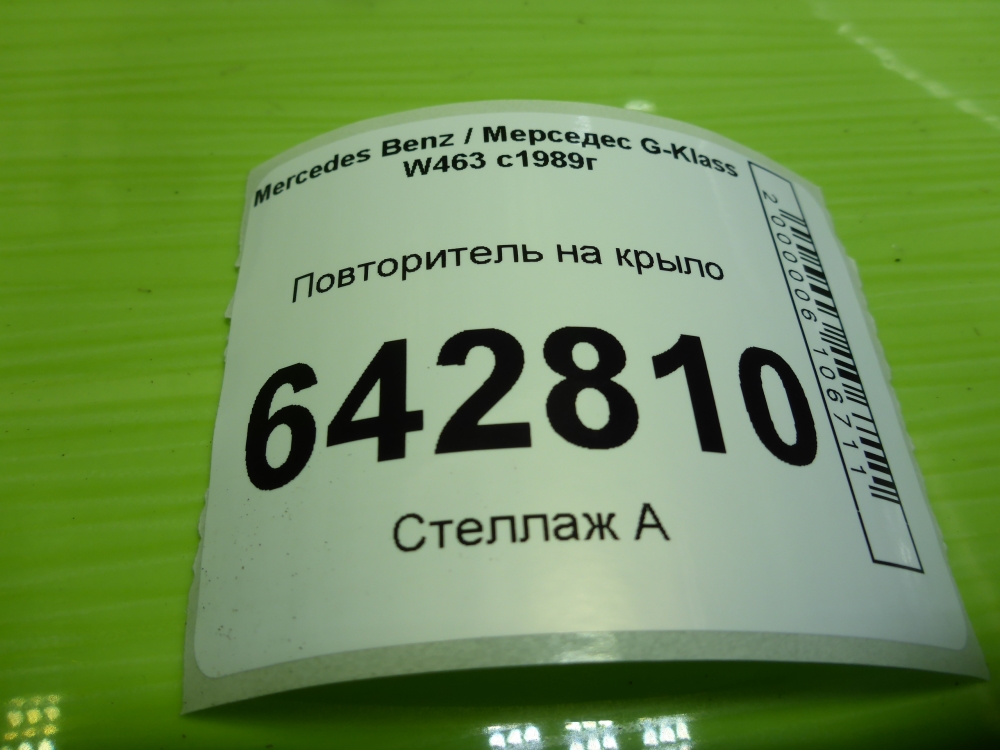 Mercedes Benz / Мерседес G-Klass
W463 с1989г
Повторитель на крыло
642810
Стеллаж А
2000006106711